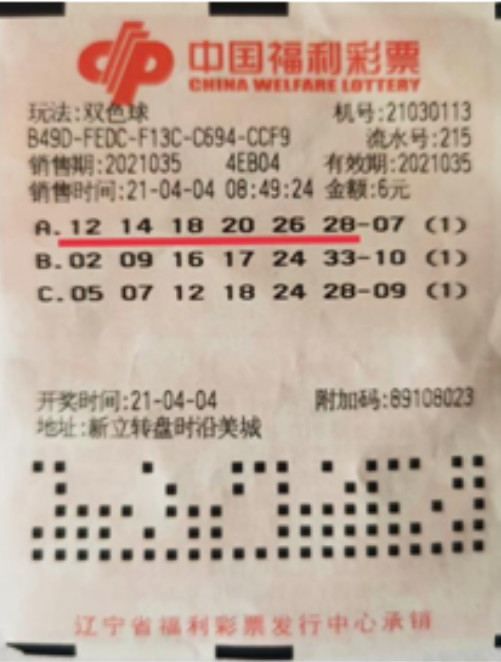 中国福利彩票
CHINA WELFARE LOTTERY
玩法:双色球 机号:21030113
B49D-FEDC-F13C-C694-CCF9 流水号:215
销售期:2021035 4EB04 有效期:2021035
销售时间:21-04-04 08:49:24 金额:6元
A.12 14 18 20 26 28-07 (1)
B.02 09 16 17 24 33-10 (1)
C.05 07 12 18 24 28-09 (1)
开奖时间:21-04-04 附加码:89108023
地址:新立转盘时沿美城
辽宁省福利彩票发行中心承销